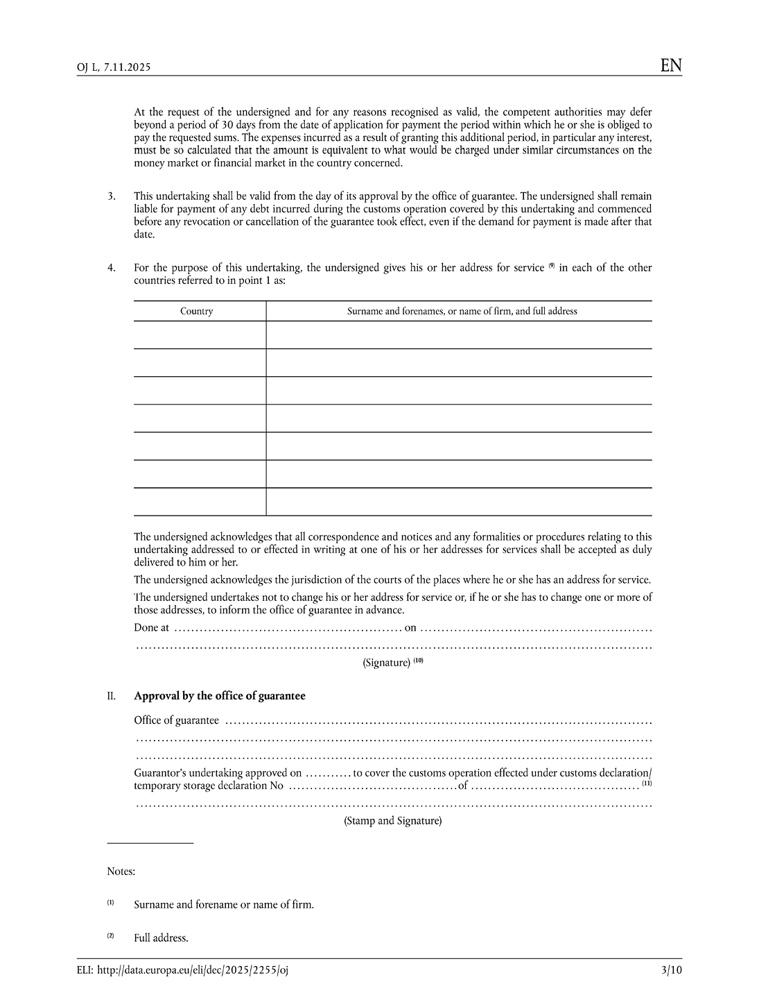 OJ L, 7.11.2025
EN
At the request of the undersigned and for any reasons recognised as valid, the competent authorities may defer
beyond a period of 30 days from the date of application for payment the period within which he or she is obliged to
pay the requested sums. The expenses incurred as a result of granting this additional period, in particular any interest,
must be so calculated that the amount is equivalent to what would be charged under similar circumstances on the
money market or financial market in the country concerned.
3. This undertaking shall be valid from the day of its approval by the office of guarantee. The undersigned shall remain
liable for payment of any debt incurred during the customs operation covered by this undertaking and commenced
before any revocation or cancellation of the guarantee took effect, even if the demand for payment is made after that
date.
4. For the purpose of this undertaking, the undersigned gives his or her address for service (9) in each of the other
countries referred to in point 1 as:
Country
Surname and forenames, or name of firm, and full address
The undersigned acknowledges that all correspondence and notices and any formalities or procedures relating to this
undertaking addressed to or effected in writing at one of his or her addresses for services shall be accepted as duly
delivered to him or her.
The undersigned acknowledges the jurisdiction of the courts of the places where he or she has an address for service.
The undersigned undertakes not to change his or her address for service or, if he or she has to change one or more of
those addresses, to inform the office of guarantee in advance.
Done at ...................................................... on .......................................................
..........................................................................................................................
(Signature) (10)
II. Approval by the office of guarantee
Office of guarantee .....................................................................................................
..........................................................................................................................
..........................................................................................................................
Guarantor's undertaking approved on ........... to cover the customs operation effected under customs declaration/
temporary storage declaration No ........................................ of ........................................ (11)
..........................................................................................................................
(Stamp and Signature)
Notes:
(1) Surname and forename or name of firm.
(2) Full address.
ELI: http://data.europa.eu/eli/dec/2025/2255/oj
3/10